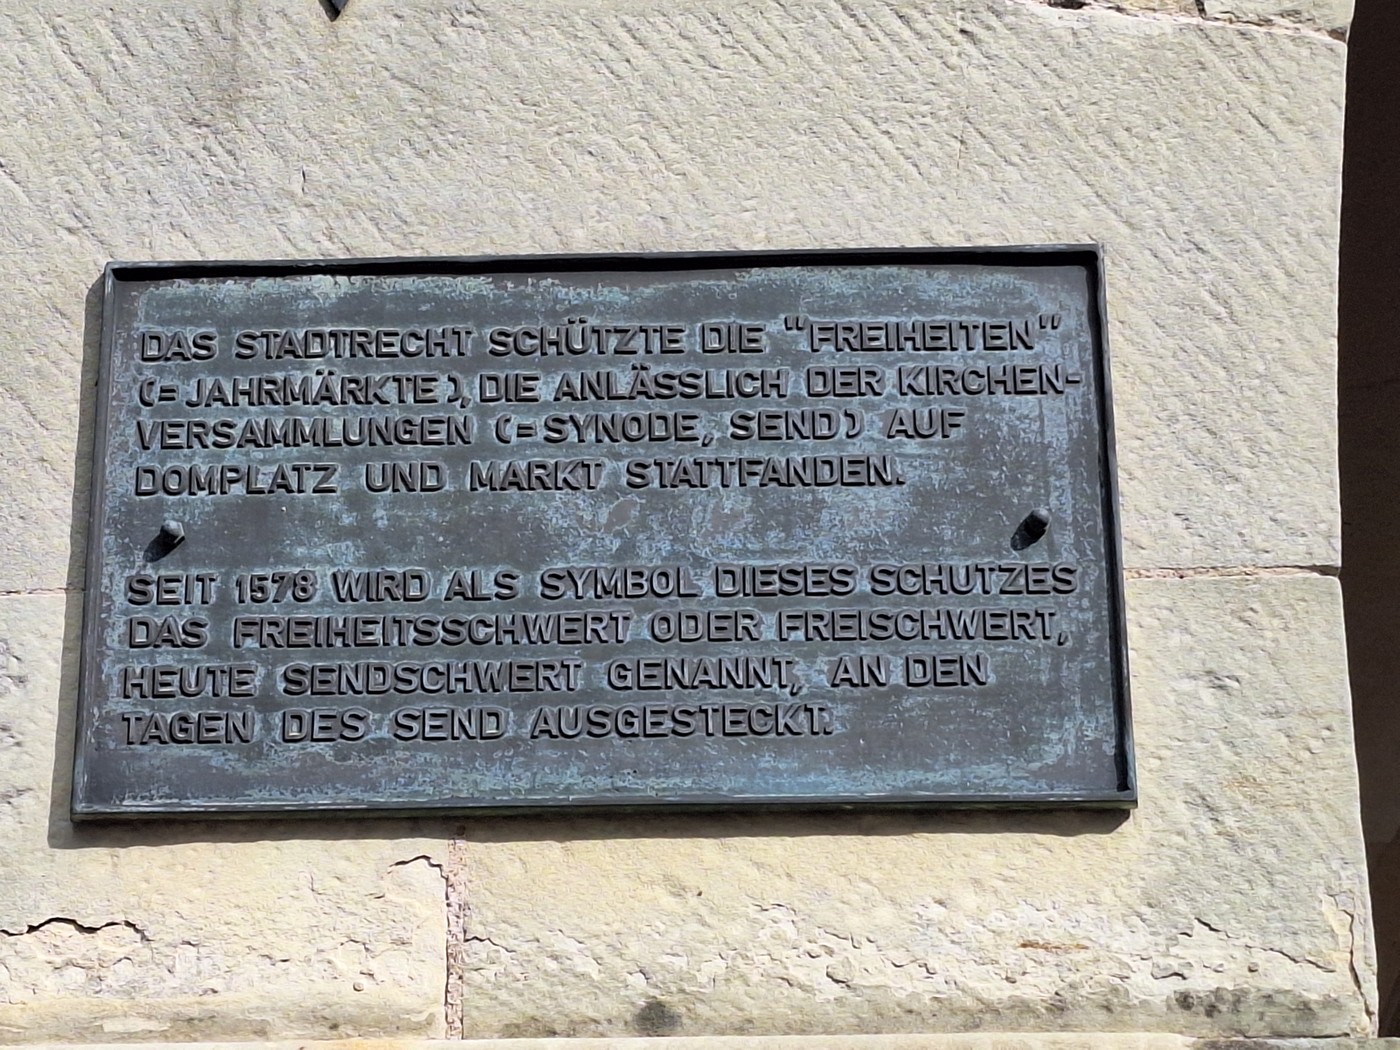 DAS STADTRECHT SCHÜTZTE DIE "FREIHEITEN"
(=JAHRMÄRKTE), DIE ANLÄSSLICH DER KIRCHEN-
VERSAMMLUNGEN (=SYNODE, SEND) AUF
DOMPLATZ UND MARKT STATTFANDEN.
SEIT 1578 WIRD ALS SYMBOL DIESES SCHUTZES
DAS FREIHEITSSCHWERT ODER FREISCHWERT,
HEUTE SENDSCHWERT GENANNT, AN DEN
TAGEN DES SEND AUSGESTECKT.